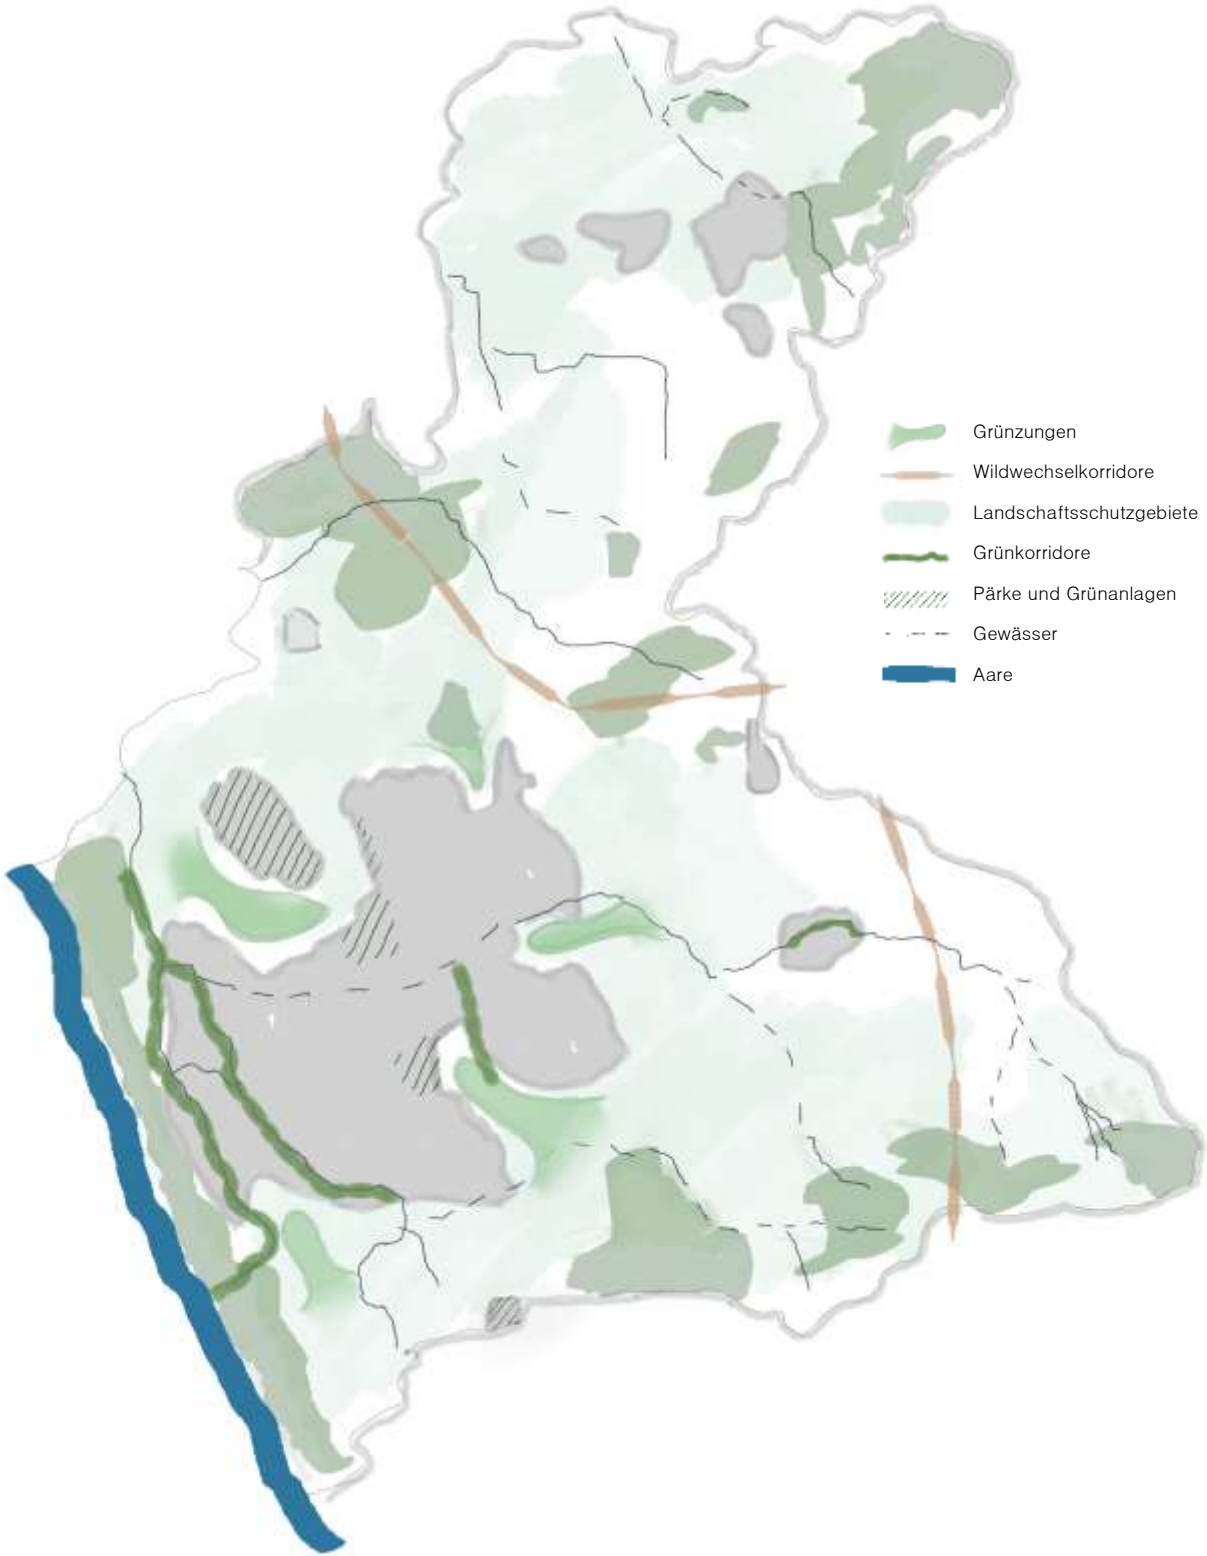 Grünzungen
Wildwechselkorridore
Landschaftsschutzgebiete
Grünkorridore
Pärke und Grünanlagen
Gewässer
Aare